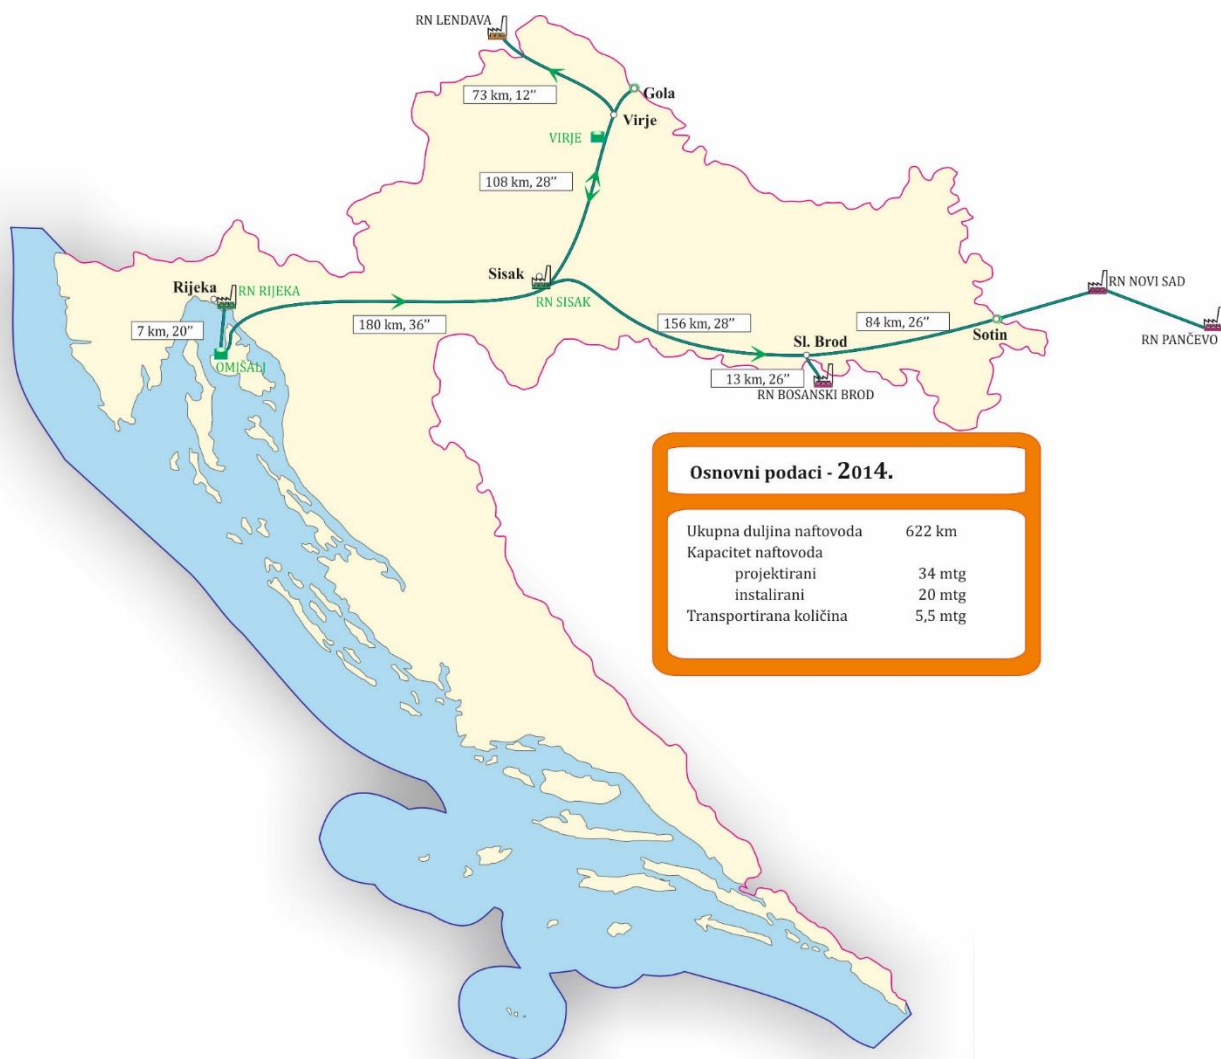 RN LENDAVA
73 km, 12’’
Gola
Virje
VIRJE
108 km, 28’’
Sisak
RN SISAK
Rijeka
RN RIJEKA
7 km, 20’’
OMIŠALJ
180 km, 36’’
156 km, 28’’
84 km, 26’’
Sl. Brod
Sotin
RN NOVI SAD
RN PANČEVO
13 km, 26’’
RN BOSANSKI BROD
Osnovni podaci - 2014.
Ukupna duljina naftovoda 622 km
Kapacitet naftovoda
projektirani 34 mtg
instalirani 20 mtg
Transportirana količina 5,5 mtg